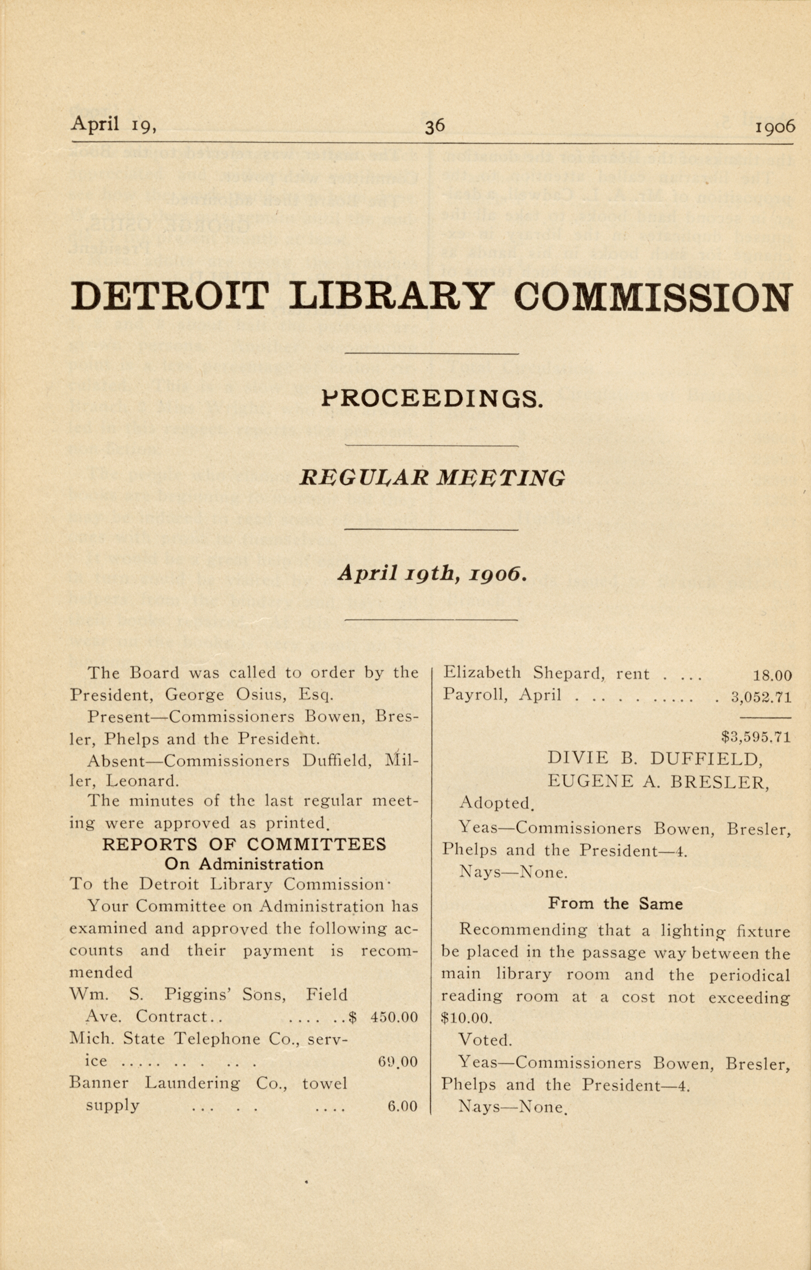 April 19, 36 1906
DETROIT LIBRARY COMMISSION
PROCEEDINGS.
REGULAR MEETING
April 19th, 1906.
The Board was called to order by the
President, George Osius, Esq.
Present—Commissioners Bowen, Bres-
ler, Phelps and the President.
Absent—Commissioners Duffield, Mil-
ler, Leonard.
The minutes of the last regular meet-
ing were approved as printed.
REPORTS OF COMMITTEES
On Administration
To the Detroit Library Commission·
Your Committee on Administration has
examined and approved the following ac-
counts and their payment is recom-
mended
Wm. S. Piggins' Sons, Field
Ave. Contract.. .... ..$ 450.00
Mich. State Telephone Co., serv-
ice ..... .. . .. . 69.00
Banner Laundering Co., towel
supply ... . . .... 6.00
Elizabeth Shepard, rent . ... 18.00
Payroll, April . .. . . ..... . 3,052.71
$3,595.71
DIVIE B. DUFFIELD,
EUGENE A. BRESLER,
Adopted.
Yeas—Commissioners Bowen, Bresler,
Phelps and the President—4.
Nays—None.
From the Same
Recommending that a lighting fixture
be placed in the passage way between the
main library room and the periodical
reading room at a cost not exceeding
$10.00.
Voted.
Yeas—Commissioners Bowen, Bresler,
Phelps and the President—4.
Nays—None.